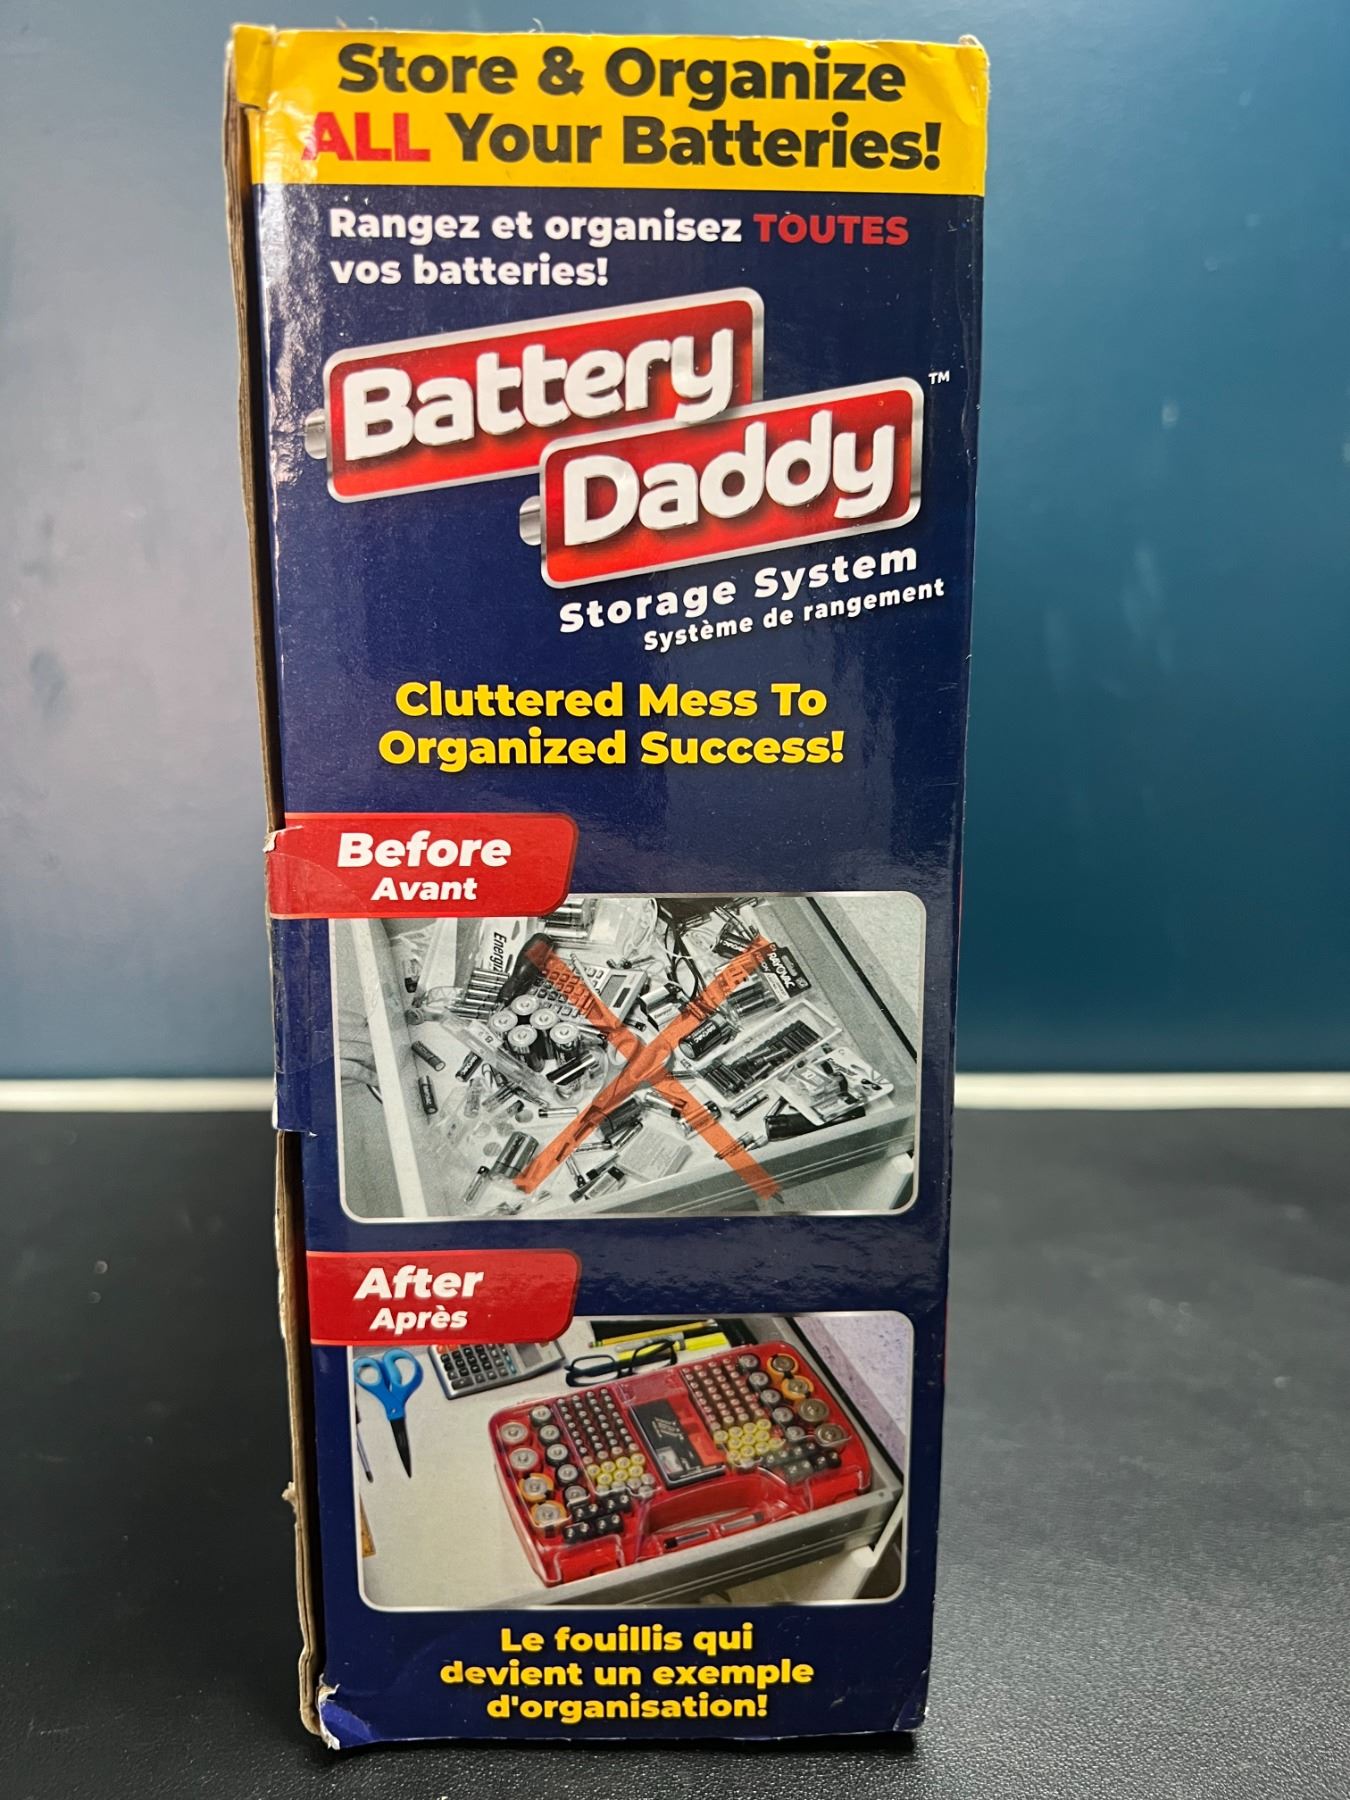 Store & Organize
ALL Your Batteries!
Rangez et organisez TOUTES
vos batteries!
Battery
Daddy
TM
Storage System
Système de rangement
Cluttered Mess To
Organized Success!
Before
Avant
RAYOVAC
After
Après
Le fouillis qui
devient un exemple
d'organisation!